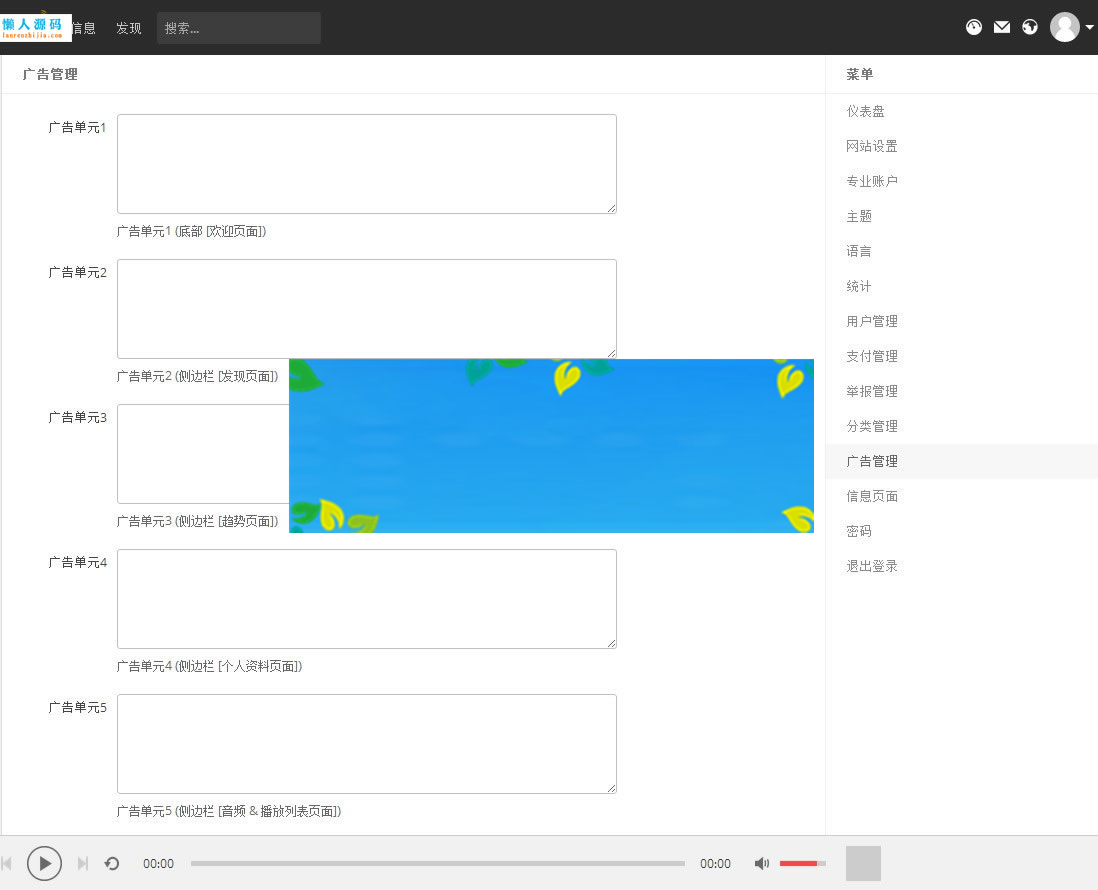 懒人源码
lanrenzhijia.com
信息
发现
搜索...
广告管理
广告单元1
广告单元1 (底部 [欢迎页面])
广告单元2
广告单元2 (侧边栏 [发现页面])
广告单元3
广告单元3 (侧边栏 [趋势页面])
广告单元4
广告单元4 (侧边栏 [个人资料页面])
广告单元5
广告单元5 (侧边栏 [音频 & 播放列表页面])
菜单
仪表盘
网站设置
专业账户
主题
语言
统计
用户管理
支付管理
举报管理
分类管理
广告管理
信息页面
密码
退出登录
00:00
00:00